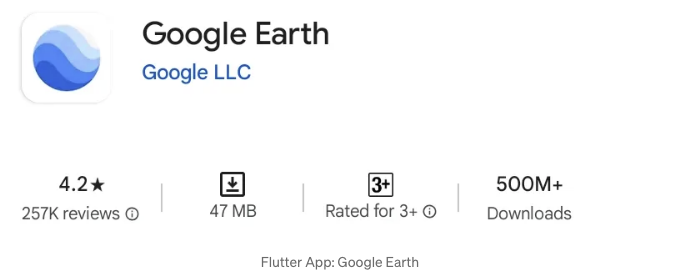 Google Earth
Google LLC
4.2★
257K reviews ⓘ
47 MB
3+
Rated for 3+ ⓘ
500M+
Downloads
Flutter App: Google Earth